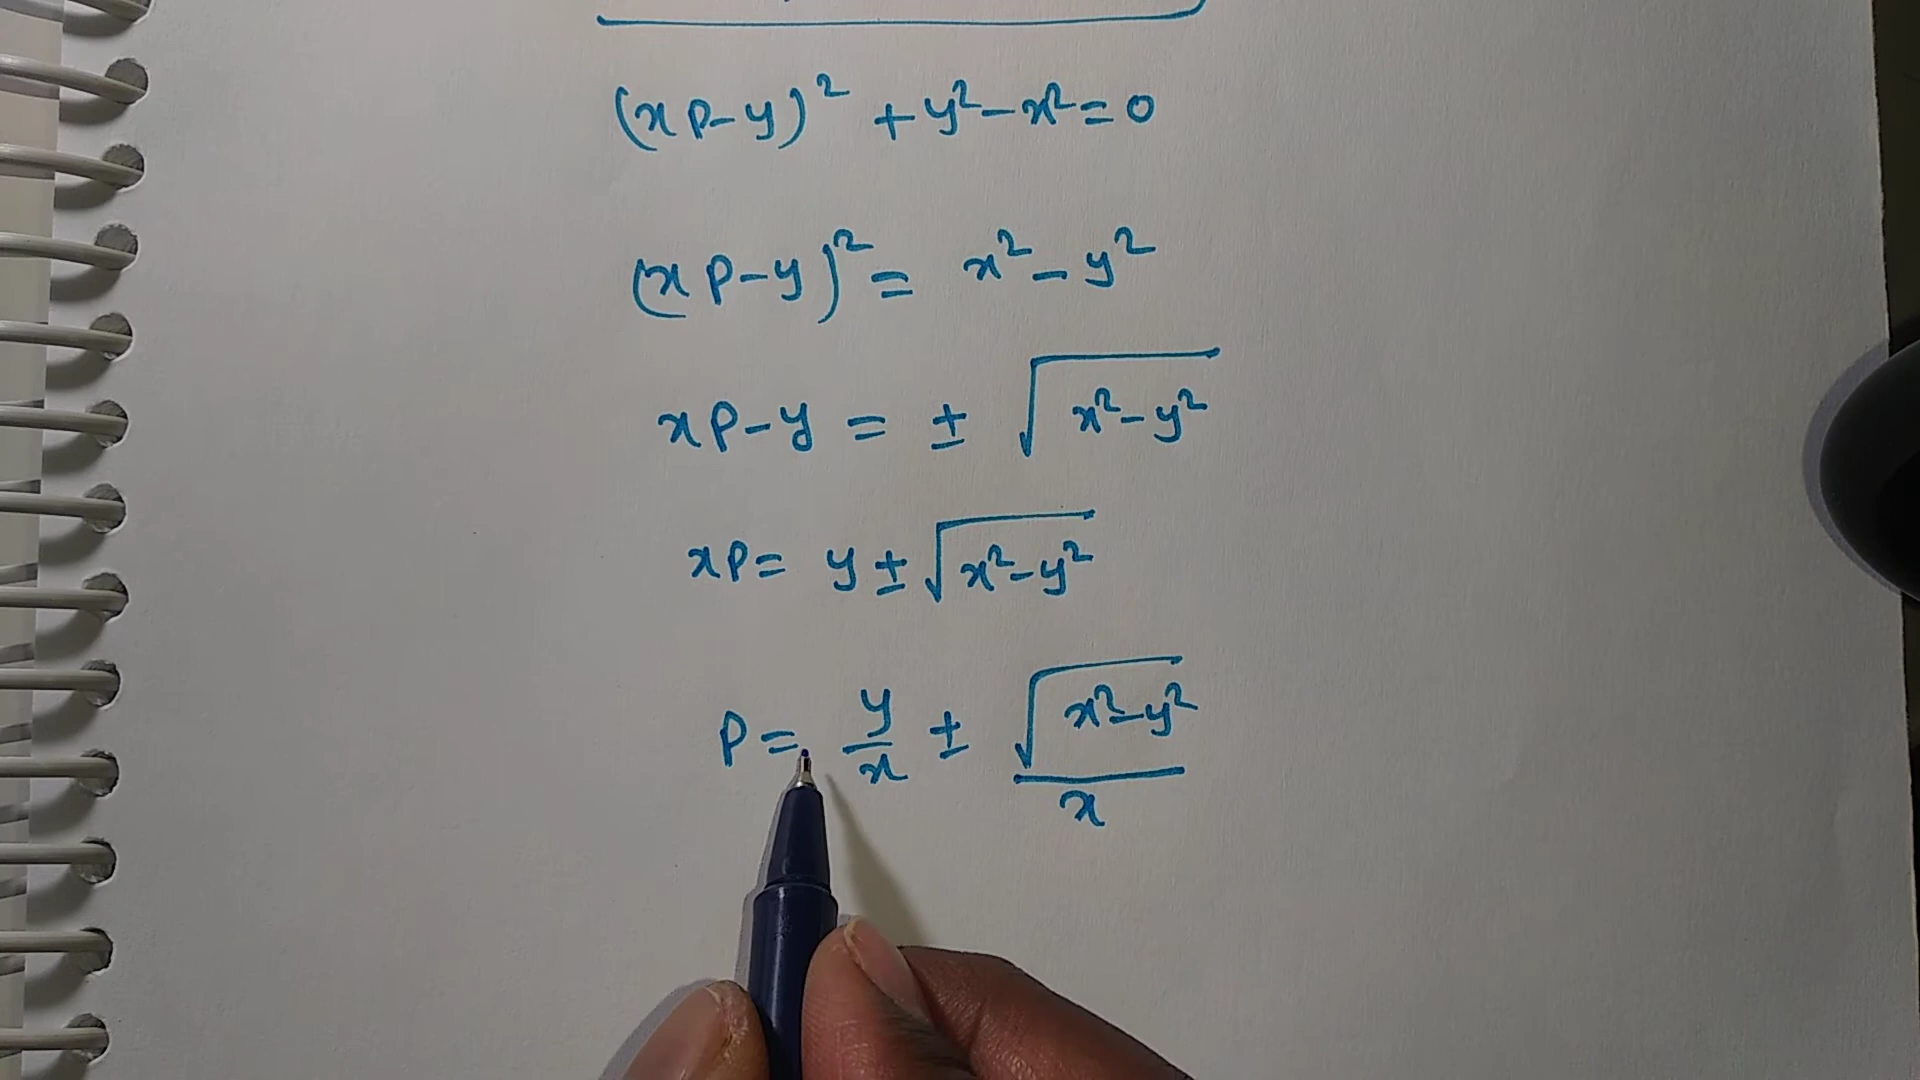 (xp-y)² + y² - x² = 0
(xp-y)² = x² - y²
xp-y = ± √(x²-y²)
xp = y ± √(x²-y²)
p = y/x ± √(x²-y²)/x